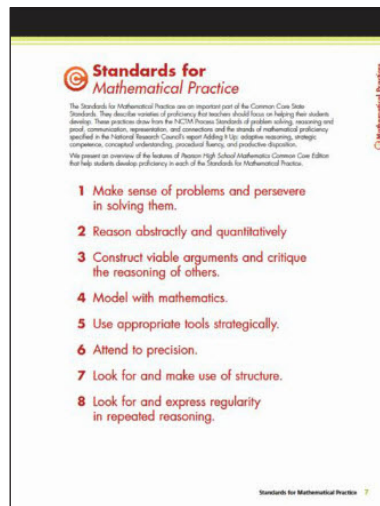 Standards for
Mathematical Practice
The Standards for Mathematical Practice are an important part of the Common Core State
Standards. They describe varieties of proficiency that teachers should focus on helping their students
develop. These practices draw from the NCTM Process Standards of problem solving, reasoning and
proof, communication, representation, and connections and the strands of mathematical proficiency
specified in the National Research Council's report Adding It Up: adaptive reasoning, strategic
competence, conceptual understanding, procedural fluency, and productive disposition.
We present an overview of the features of Pearson High School Mathematics Common Core Edition
that help students develop proficiency in each of the Standards for Mathematical Practice.
1 Make sense of problems and persevere
in solving them.
2 Reason abstractly and quantitatively
3 Construct viable arguments and critique
the reasoning of others.
4 Model with mathematics.
5 Use appropriate tools strategically.
6 Attend to precision.
7 Look for and make use of structure.
8 Look for and express regularity
in repeated reasoning.
Standards for Mathematical Practice 7
Mathematical Practices